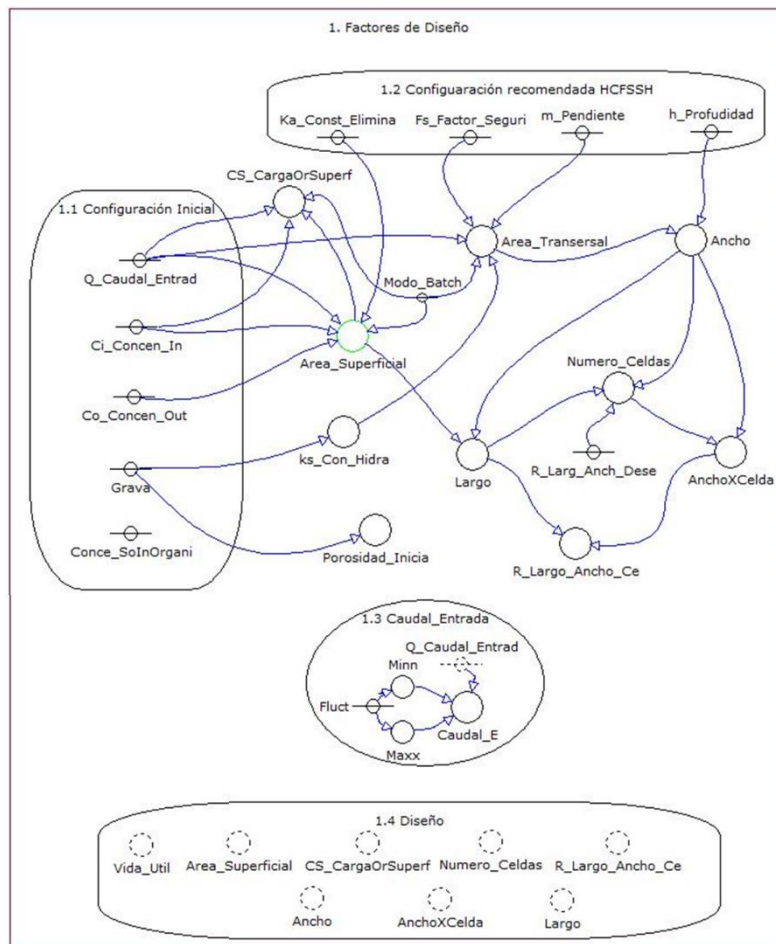 1. Factores de Diseño
1.2 Configuaración recomendada HCFSSH
Ka_Const_Elimina
Fs_Factor_Seguri
m_Pendiente
h_Profudidad
CS_CargaOrSuperf
1.1 Configuración Inicial
Q_Caudal_Entrad
Area_Transersal
Ancho
Modo_Batch
Ci_Concen_In
Area_Superficial
Numero_Celdas
Co_Concen_Out
ks_Con_Hidra
R_Larg_Anch_Dese
Largo
AnchoXCelda
Grava
Conce_SoInOrgani
Porosidad_Inicia
R_Largo_Ancho_Ce
1.3 Caudal_Entrada
Q_Caudal_Entrad
Minn
Fluct
Caudal_E
Maxx
1.4 Diseño
Vida_Util
Area_Superficial
CS_CargaOrSuperf
Numero_Celdas
R_Largo_Ancho_Ce
Ancho
AnchoXCelda
Largo